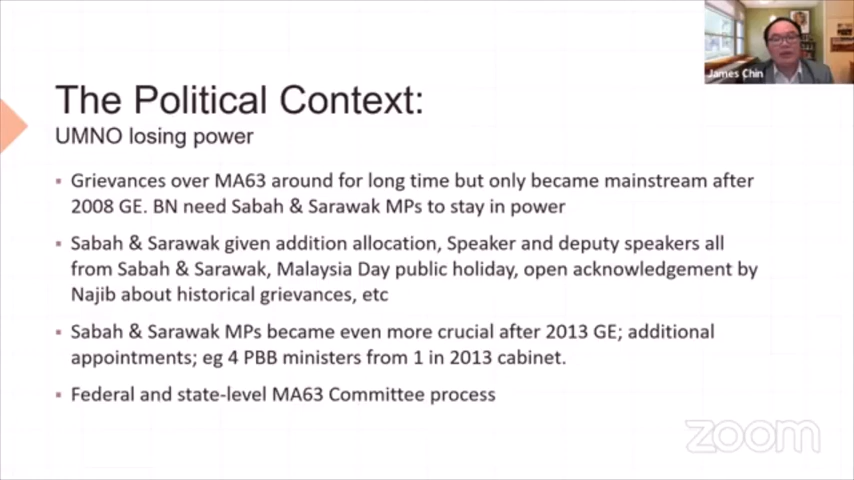 James Chin
The Political Context:
UMNO losing power
▪ Grievances over MA63 around for long time but only became mainstream after
2008 GE. BN need Sabah & Sarawak MPs to stay in power
▪ Sabah & Sarawak given addition allocation, Speaker and deputy speakers all
from Sabah & Sarawak, Malaysia Day public holiday, open acknowledgement by
Najib about historical grievances, etc
▪ Sabah & Sarawak MPs became even more crucial after 2013 GE; additional
appointments; eg 4 PBB ministers from 1 in 2013 cabinet.
▪ Federal and state-level MA63 Committee process
zoom